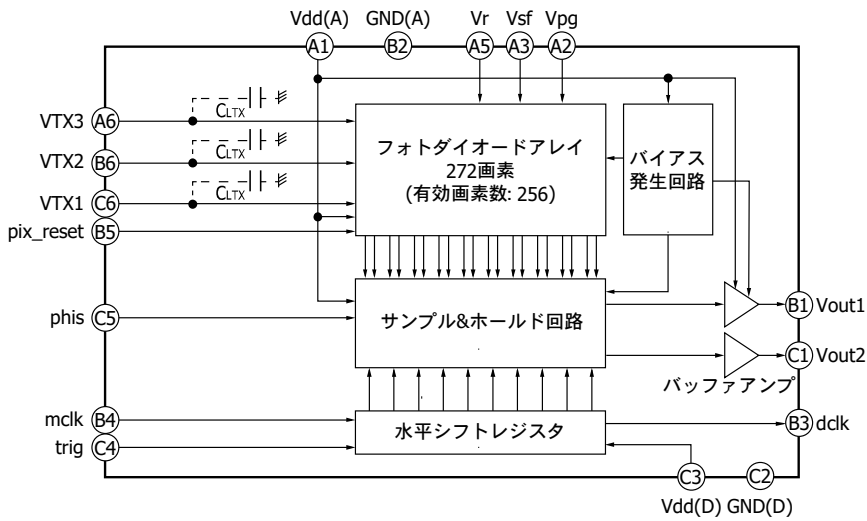 Vdd(A) GND(A) Vr Vsf Vpg
A1 B2 A5 A3 A2
CLTX
VTX3 A6
CLTX
VTX2 B6
CLTX
VTX1 C6
pix_reset B5
フォトダイオードアレイ
272画素
(有効画素数: 256)
バイアス
発生回路
phis C5
サンプル&ホールド回路
B1 Vout1
C1 Vout2
バッファアンプ
mclk B4
trig C4
水平シフトレジスタ
B3 dclk
C3 C2
Vdd(D) GND(D)